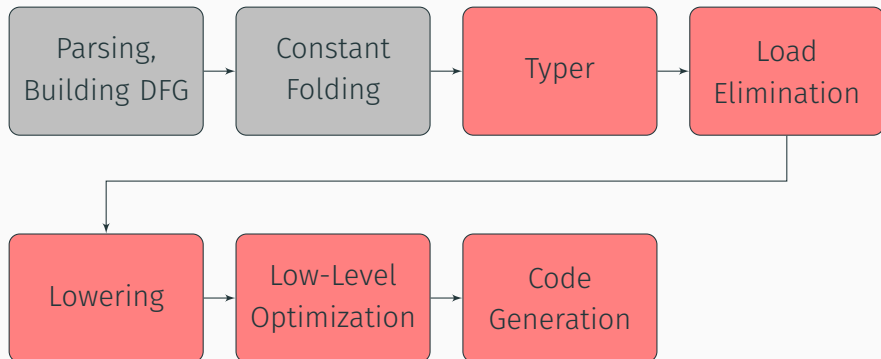 Parsing,
Building DFG
Constant
Folding
Typer
Load
Elimination
Lowering
Low-Level
Optimization
Code
Generation